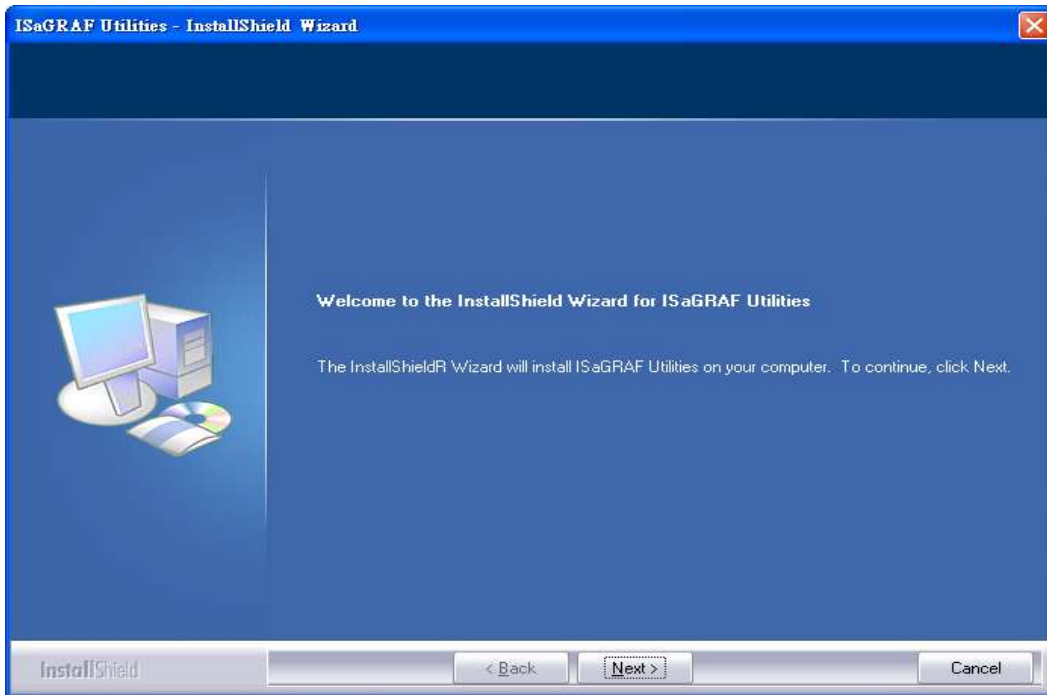 ISaGRAF Utilities - InstallShield Wizard
Welcome to the InstallShield Wizard for ISaGRAF Utilities
The InstallShieldR Wizard will install ISaGRAF Utilities on your computer. To continue, click Next.
InstallShield
< Back
Next >
Cancel